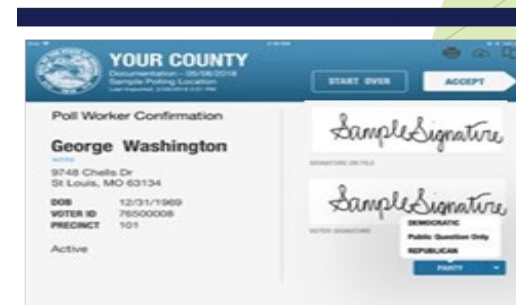 YOUR COUNTY
Documentation - 05/08/2018
Sample Polling Location
START OVER
ACCEPT
Poll Worker Confirmation
George Washington
9748 Chells Dr
St Louis, MO 63134
DOB 12/31/1969
VOTER ID 76500008
PRECINCT 101
Active
SampleSignature
SIGNATURE ON FILE
SampleSignature
VOTER SIGNATURE
DEMOCRATIC
Public Question Only
REPUBLICAN
PARTY